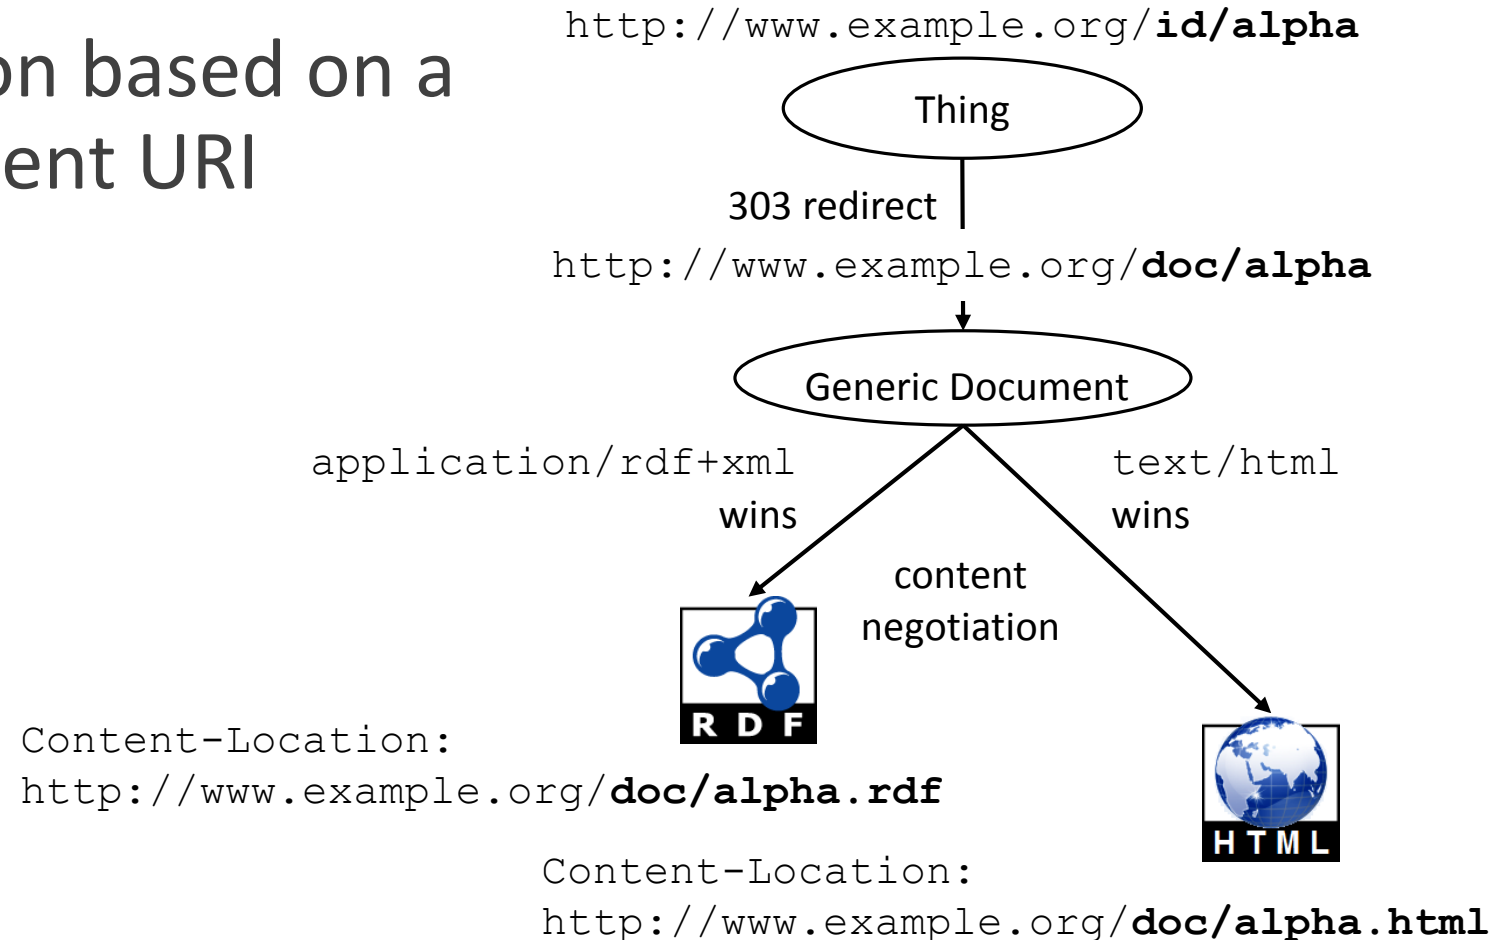 on based on a
ent URI
http://www.example.org/id/alpha
Thing
303 redirect
http://www.example.org/doc/alpha
Generic Document
application/rdf+xml
wins
text/html
wins
content
negotiation
RDF
Content-Location:
http://www.example.org/doc/alpha.rdf
HTML
Content-Location:
http://www.example.org/doc/alpha.html